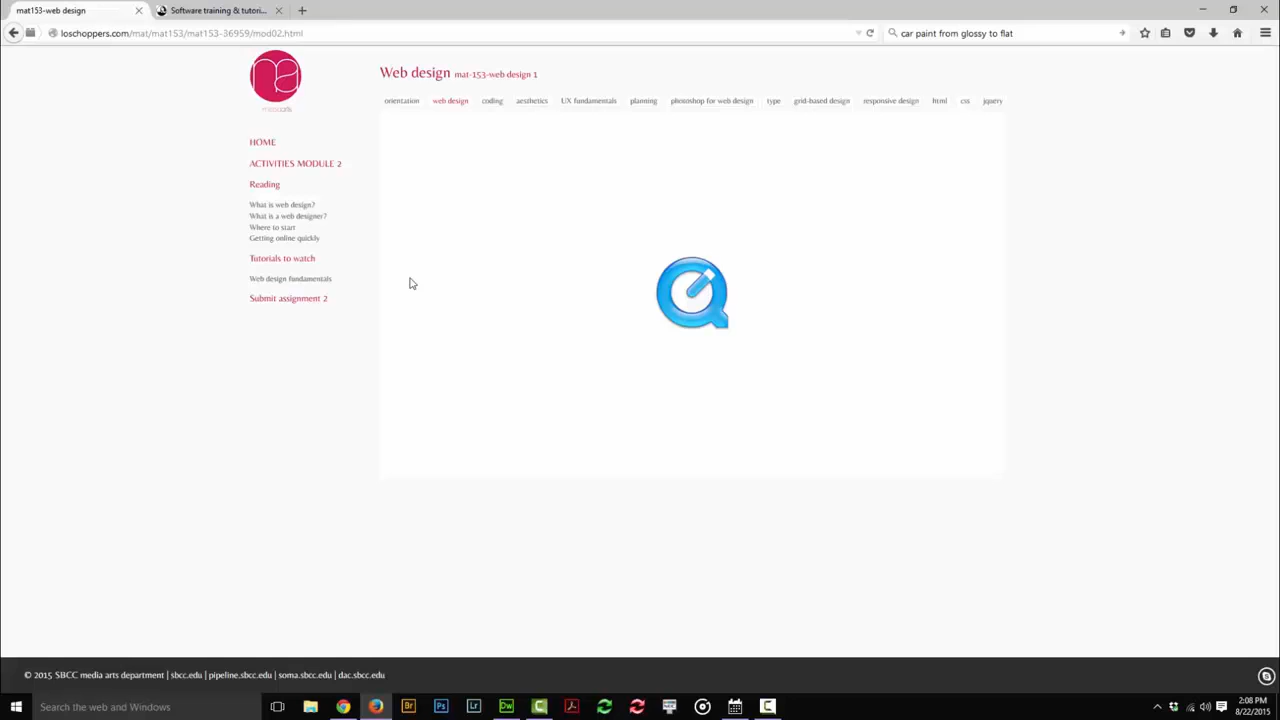 mat153-web design
Software training & tutori...
loschoppers.com/mat/mat153/mat153-36959/mod02.html
car paint from glossy to flat
Web design mat-153-web design 1
orientation web design coding aesthetics UX fundamentals planning photoshop for web design type grid-based design responsive design html css jquery
HOME
ACTIVITIES MODULE 2
Reading
What is web design?
What is a web designer?
Where to start
Getting online quickly
Tutorials to watch
Web design fundamentals
Submit assignment 2
© 2015 SBCC media arts department | sbcc.edu | pipeline.sbcc.edu | soma.sbcc.edu | dac.sbcc.edu
Search the web and Windows
Br Ps Lr Dw
2:08 PM
8/22/2015